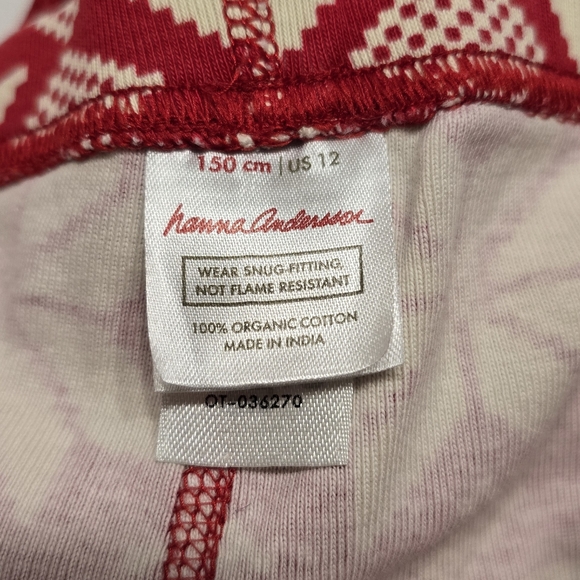 150 cm | US 12
hanna andersson
WEAR SNUG-FITTING,
NOT FLAME RESISTANT
100% ORGANIC COTTON
MADE IN INDIA
OT-036270